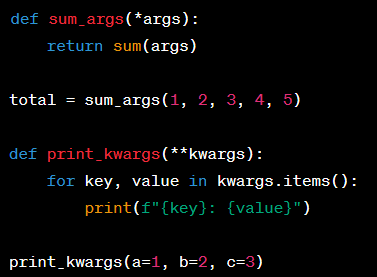 def sum_args(*args):
    return sum(args)

total = sum_args(1, 2, 3, 4, 5)

def print_kwargs(**kwargs):
    for key, value in kwargs.items():
        print(f"{key}: {value}")

print_kwargs(a=1, b=2, c=3)